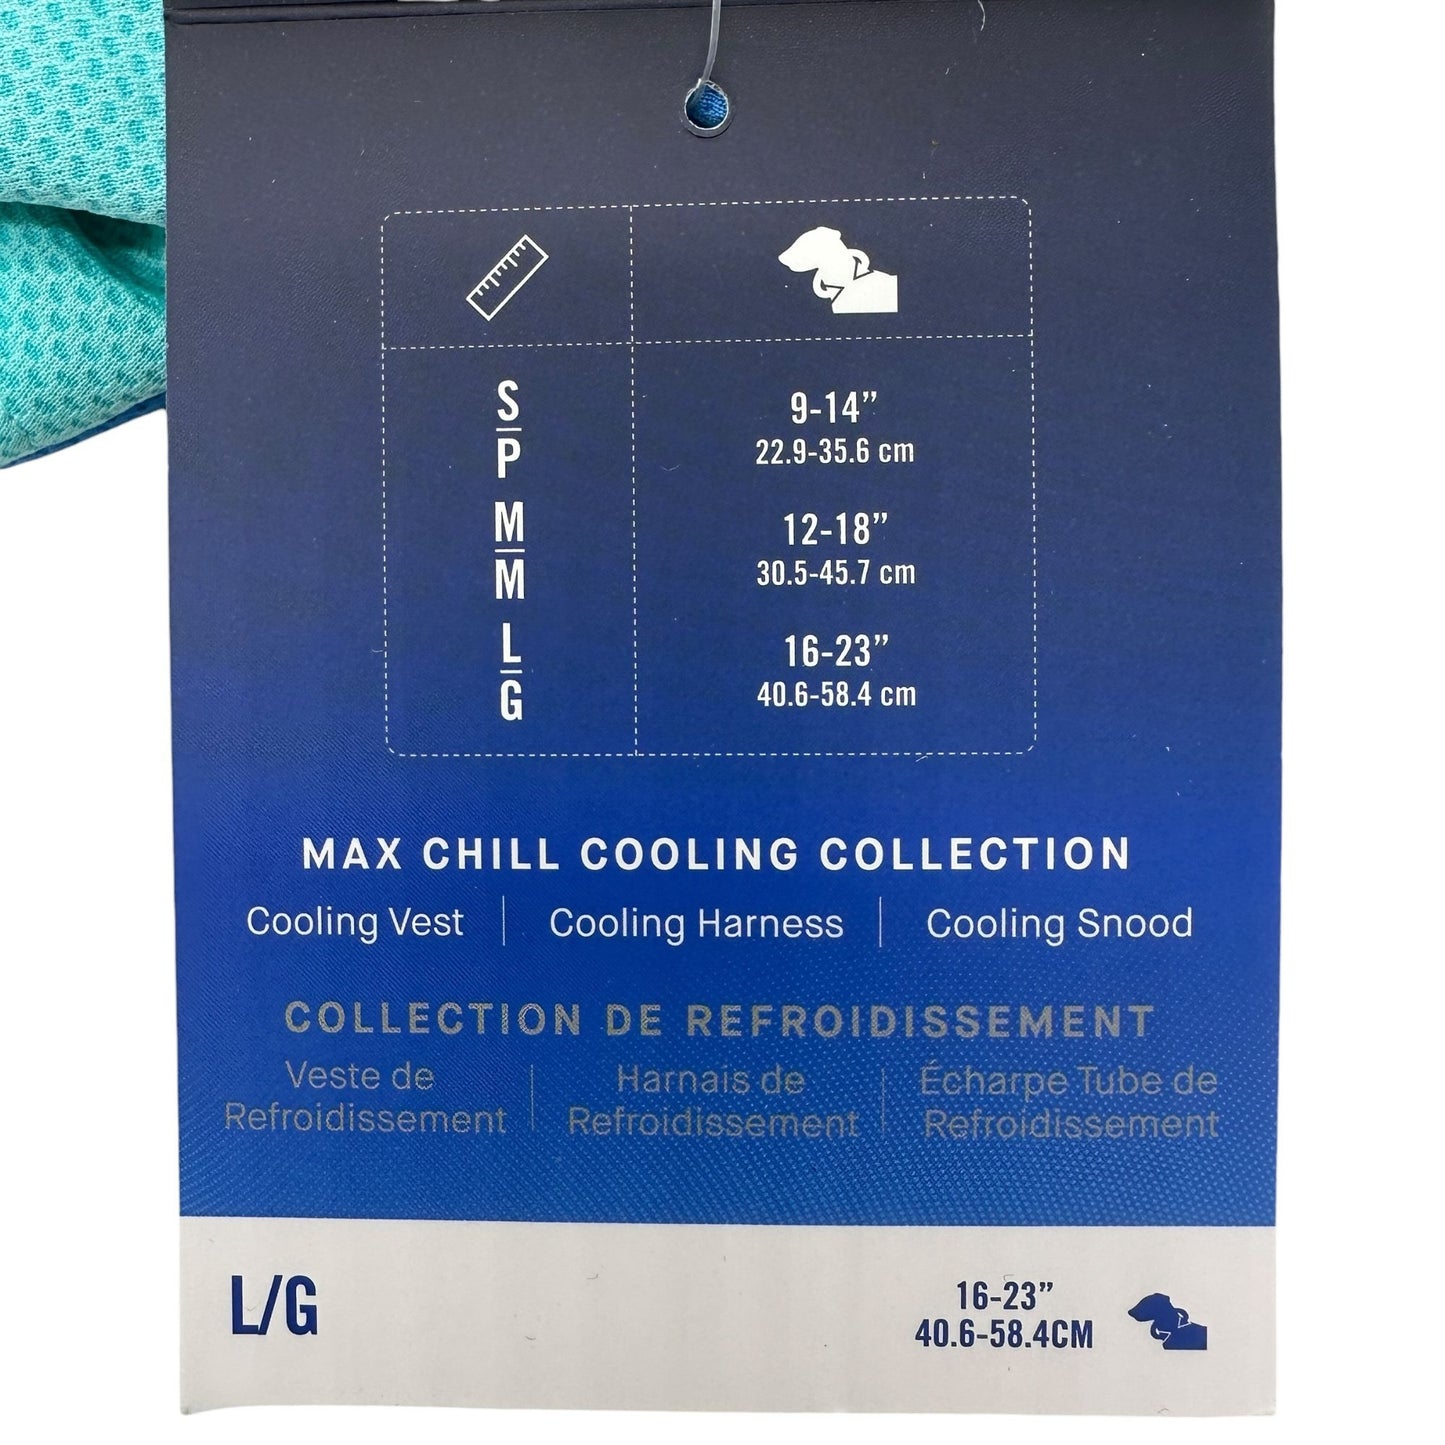 S
P
9-14”
22.9-35.6 cm
M
M
12-18”
30.5-45.7 cm
L
G
16-23”
40.6-58.4 cm
MAX CHILL COOLING COLLECTION
Cooling Vest | Cooling Harness | Cooling Snood
COLLECTION DE REFROIDISSEMENT
Veste de Refroidissement
Harnais de Refroidissement
Écharpe Tube de Refroidissement
L/G
16-23”
40.6-58.4CM